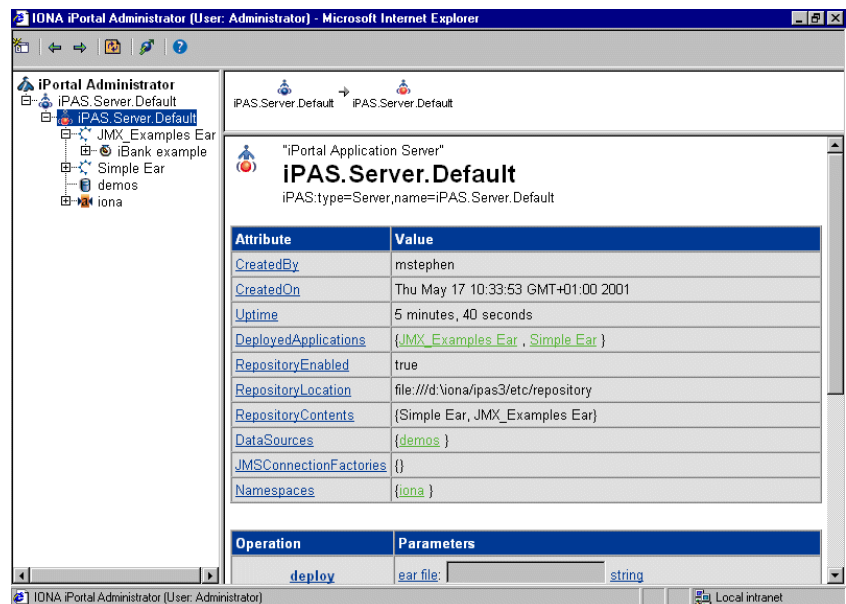 IONA iPortal Administrator (User: Administrator) - Microsoft Internet Explorer
iPortal Administrator
iPAS.Server.Default
iPAS.Server.Default
JMX_Examples Ear
iBank example
Simple Ear
demos
iona
iPAS.Server.Default iPAS.Server.Default
"iPortal Application Server"
iPAS.Server.Default
iPAS:type=Server,name=iPAS.Server.Default
Attribute Value
CreatedBy mstephen
CreatedOn Thu May 17 10:33:53 GMT+01:00 2001
Uptime 5 minutes, 40 seconds
DeployedApplications {JMX_Examples Ear , Simple Ear }
RepositoryEnabled true
RepositoryLocation file:///d:\iona/ipas3/etc/repository
RepositoryContents {Simple Ear, JMX_Examples Ear}
DataSources {demos }
JMSConnectionFactories {}
Namespaces {iona }
Operation Parameters
deploy ear file: string
IONA iPortal Administrator (User: Administrator) Local intranet